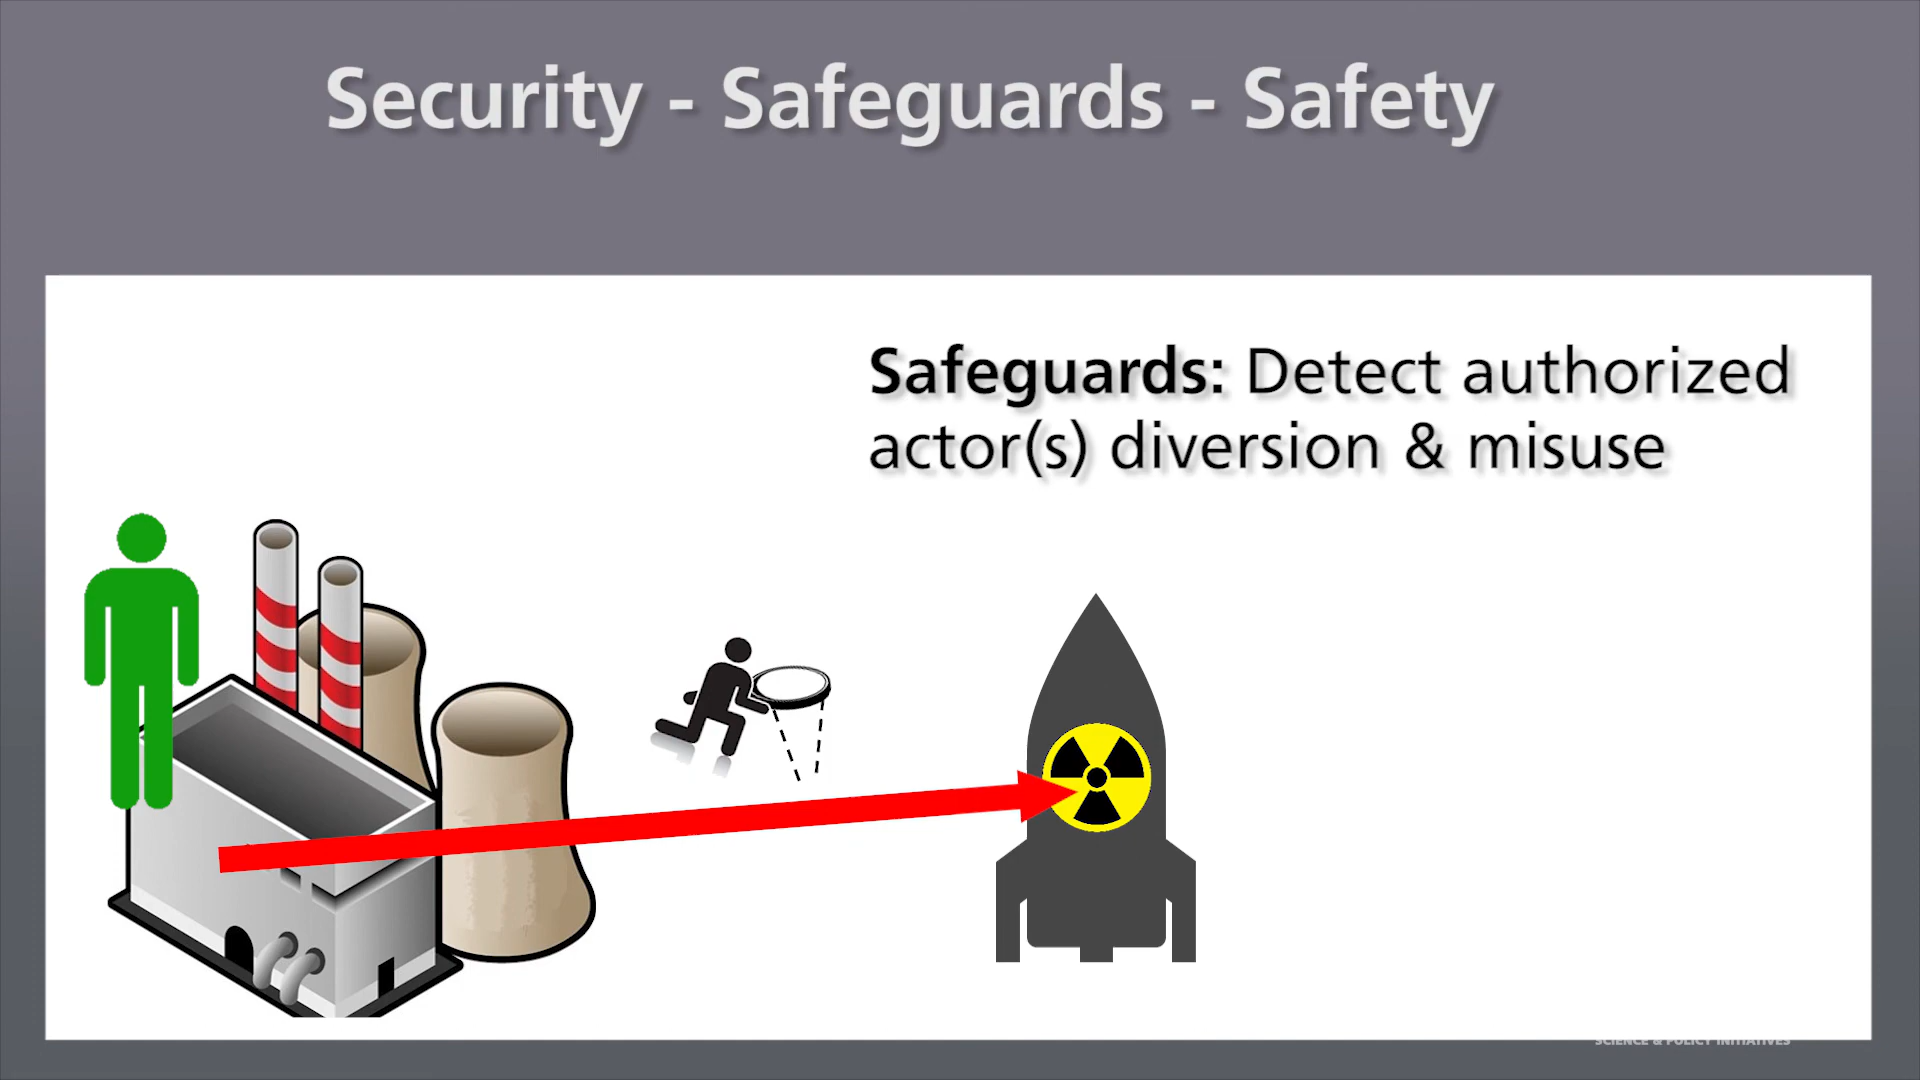 Security - Safeguards - Safety
Safeguards: Detect authorized
actor(s) diversion & misuse
SCIENCE & POLICY INITIATIVES